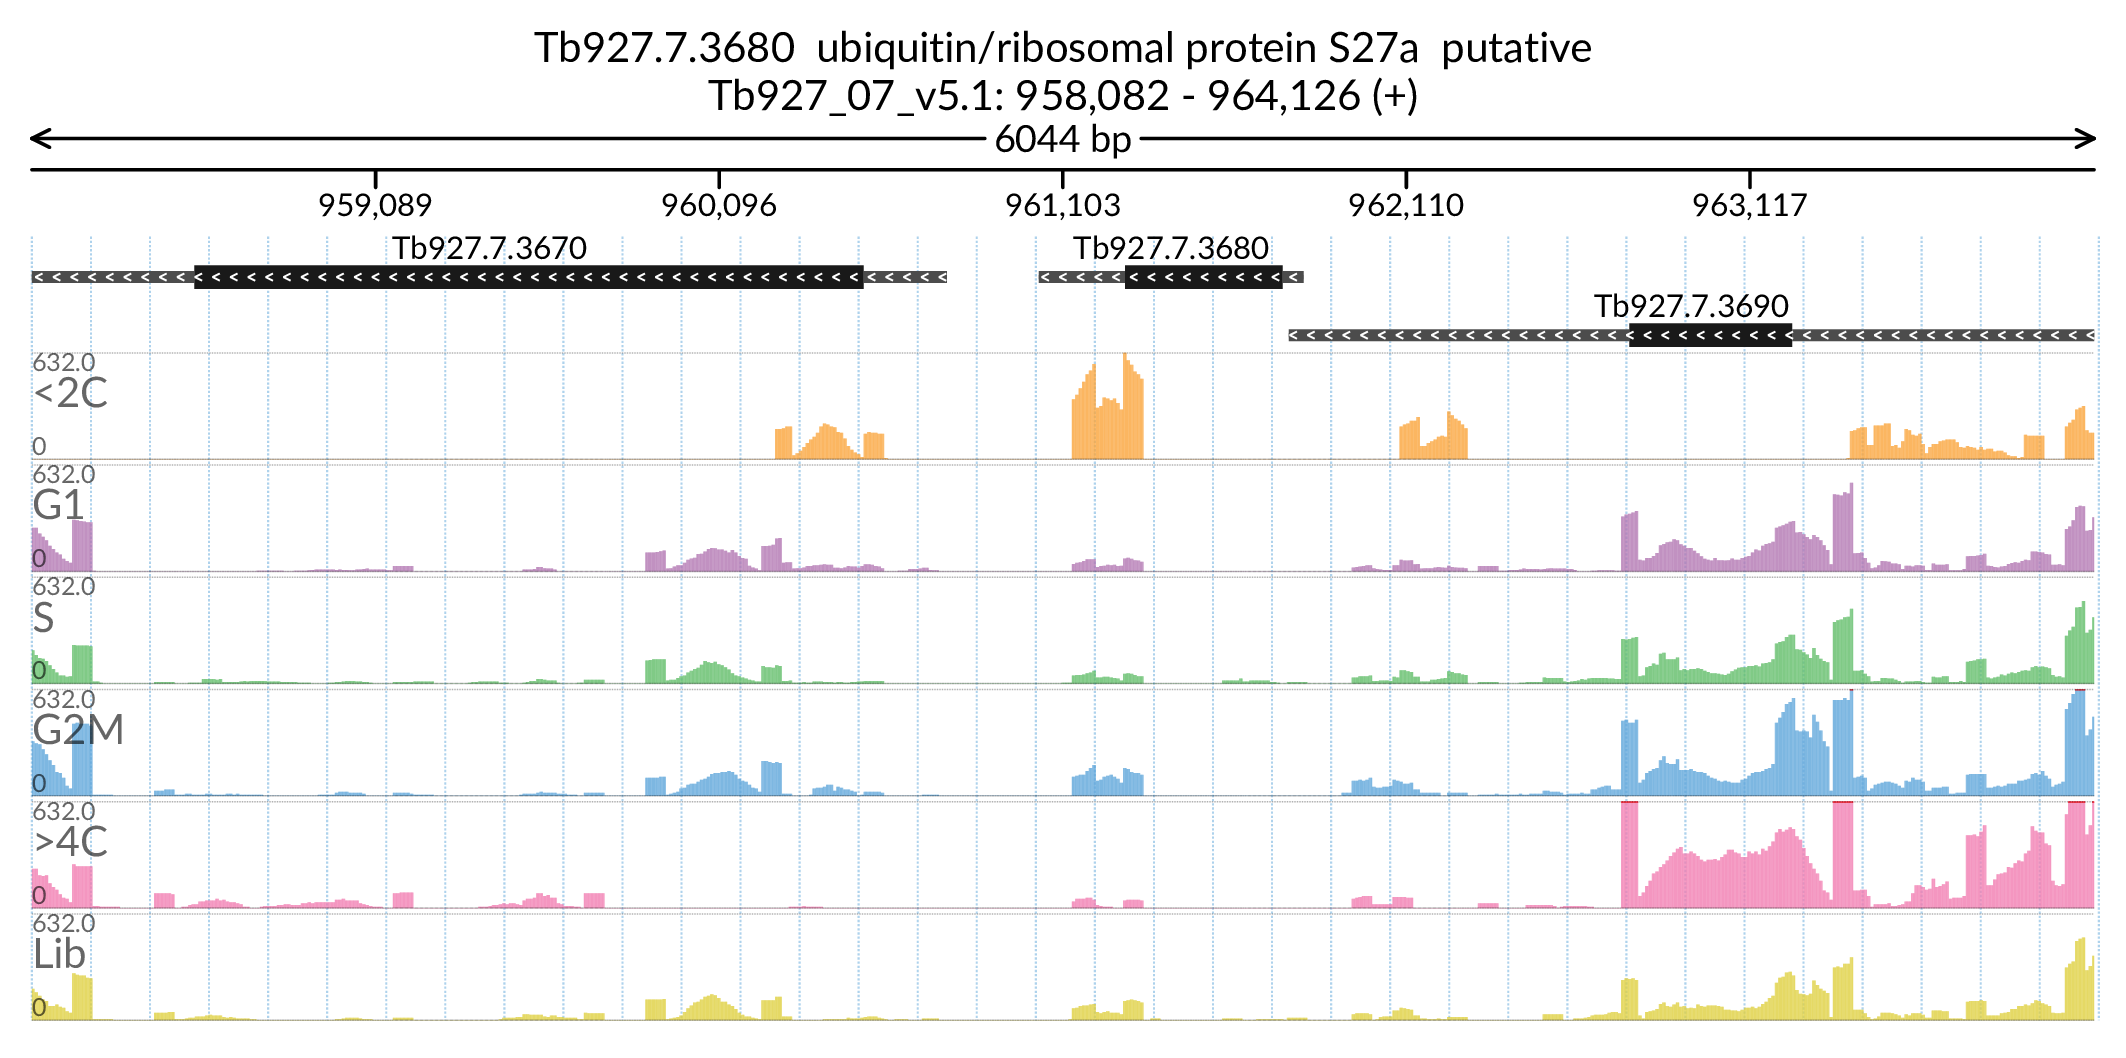 Tb927.7.3680  ubiquitin/ribosomal protein S27a  putative
Tb927_07_v5.1: 958,082 - 964,126 (+)
6044 bp
959,089 960,096 961,103 962,110 963,117
Tb927.7.3670 Tb927.7.3680
Tb927.7.3690
632.0
<2C
0
632.0
G1
0
632.0
S
0
632.0
G2M
0
632.0
>4C
0
632.0
Lib
0